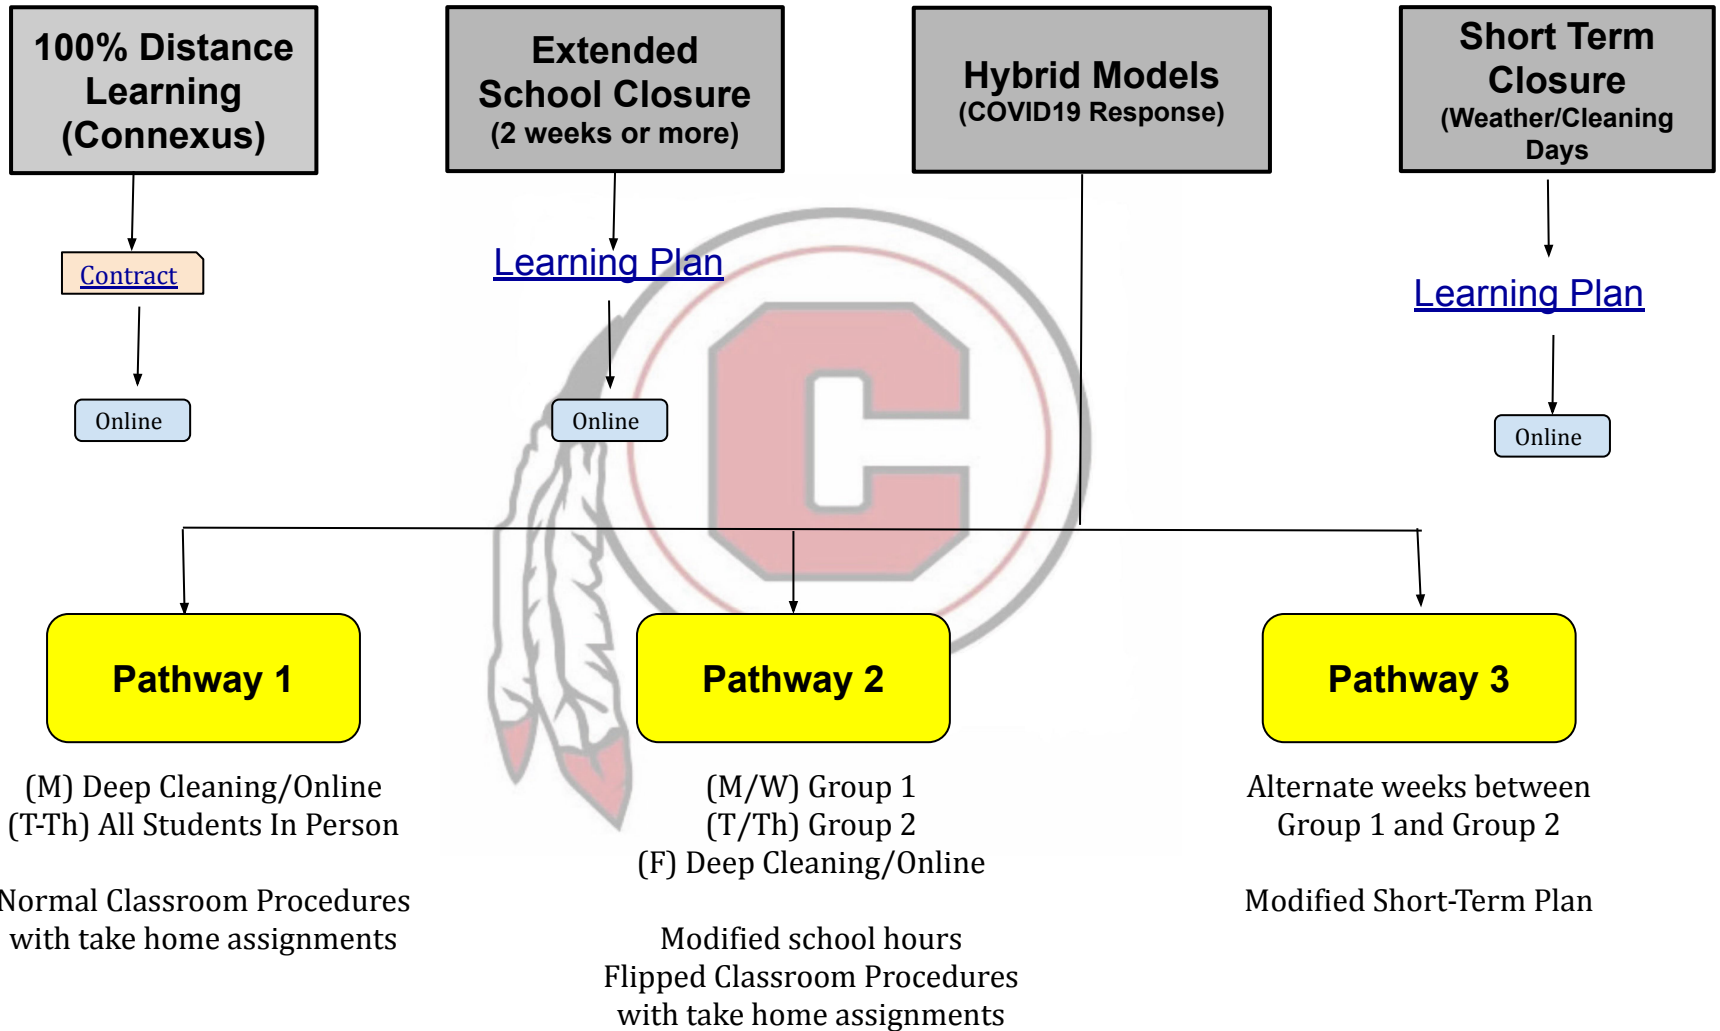 100% Distance
Learning
(Connexus)
Extended
School Closure
(2 weeks or more)
Hybrid Models
(COVID19 Response)
Short Term
Closure
(Weather/Cleaning
Days
Contract
Learning Plan
Learning Plan
Online
Online
Online
C
Pathway 1
Pathway 2
Pathway 3
(M) Deep Cleaning/Online
(T-Th) All Students In Person
Normal Classroom Procedures
with take home assignments
(M/W) Group 1
(T/Th) Group 2
(F) Deep Cleaning/Online
Modified school hours
Flipped Classroom Procedures
with take home assignments
Alternate weeks between
Group 1 and Group 2
Modified Short-Term Plan